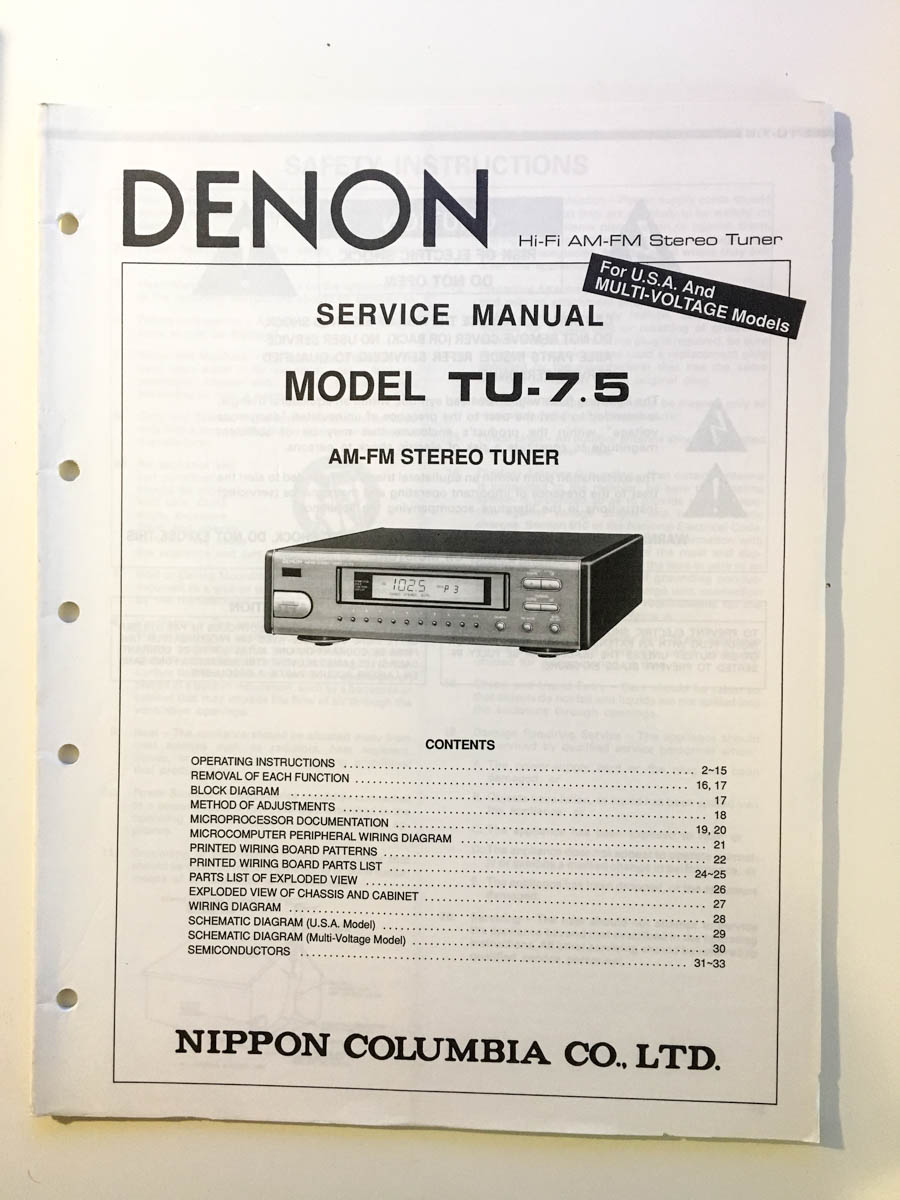 DENON
Hi-Fi AM-FM Stereo Tuner
For U.S.A. And
MULTI-VOLTAGE Models
SERVICE MANUAL
MODEL TU-7.5
AM-FM STEREO TUNER
102.5
P 3
CONTENTS
OPERATING INSTRUCTIONS 2~15
REMOVAL OF EACH FUNCTION 16, 17
BLOCK DIAGRAM 17
METHOD OF ADJUSTMENTS 18
MICROPROCESSOR DOCUMENTATION 19, 20
MICROCOMPUTER PERIPHERAL WIRING DIAGRAM 21
PRINTED WIRING BOARD PATTERNS 22
PRINTED WIRING BOARD PARTS LIST 24~25
PARTS LIST OF EXPLODED VIEW 26
EXPLODED VIEW OF CHASSIS AND CABINET 27
WIRING DIAGRAM 28
SCHEMATIC DIAGRAM (U.S.A. Model) 29
SCHEMATIC DIAGRAM (Multi-Voltage Model) 30
SEMICONDUCTORS 31~33
NIPPON COLUMBIA CO., LTD.